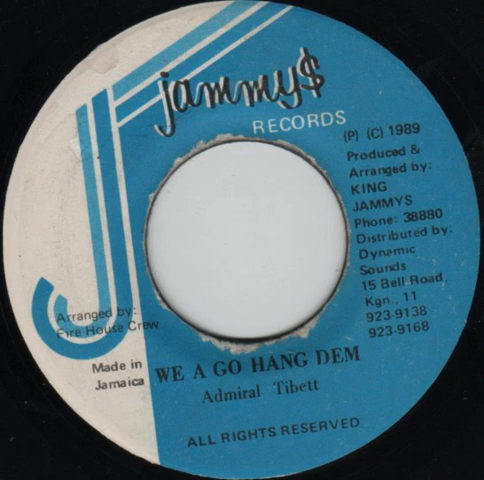 jammy$
RECORDS
(P) (C) 1989
Produced &
Arranged by:
KING
JAMMYS
Phone: 38880
Distributed by:
Dynamic
Sounds
15 Bell Road,
Kgn., 11
923-9138
923-9168
Arranged by:
Fire House Crew
Made in
Jamaica
WE A GO HANG DEM
Admiral Tibett
ALL RIGHTS RESERVED